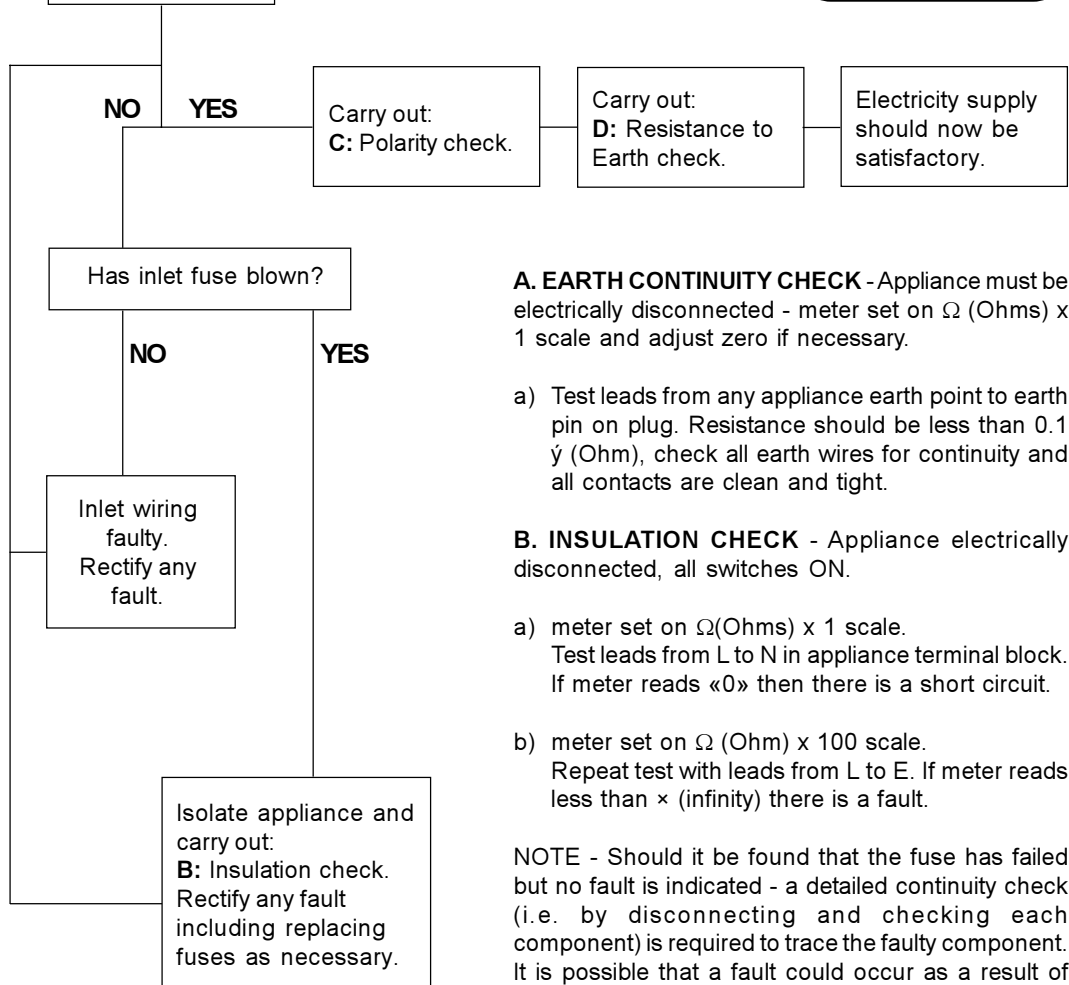 NO YES
Carry out:
C: Polarity check.
Carry out:
D: Resistance to
Earth check.
Electricity supply
should now be
satisfactory.
Has inlet fuse blown?
NO YES
Inlet wiring
faulty.
Rectify any
fault.
Isolate appliance and
carry out:
B: Insulation check.
Rectify any fault
including replacing
fuses as necessary.
A. EARTH CONTINUITY CHECK - Appliance must be
electrically disconnected - meter set on Ω (Ohms) x
1 scale and adjust zero if necessary.
a) Test leads from any appliance earth point to earth
pin on plug. Resistance should be less than 0.1
ý (Ohm), check all earth wires for continuity and
all contacts are clean and tight.
B. INSULATION CHECK - Appliance electrically
disconnected, all switches ON.
a) meter set on Ω(Ohms) x 1 scale.
Test leads from L to N in appliance terminal block.
If meter reads «0» then there is a short circuit.
b) meter set on Ω (Ohm) x 100 scale.
Repeat test with leads from L to E. If meter reads
less than × (infinity) there is a fault.
NOTE - Should it be found that the fuse has failed
but no fault is indicated - a detailed continuity check
(i.e. by disconnecting and checking each
component) is required to trace the faulty component.
It is possible that a fault could occur as a result of